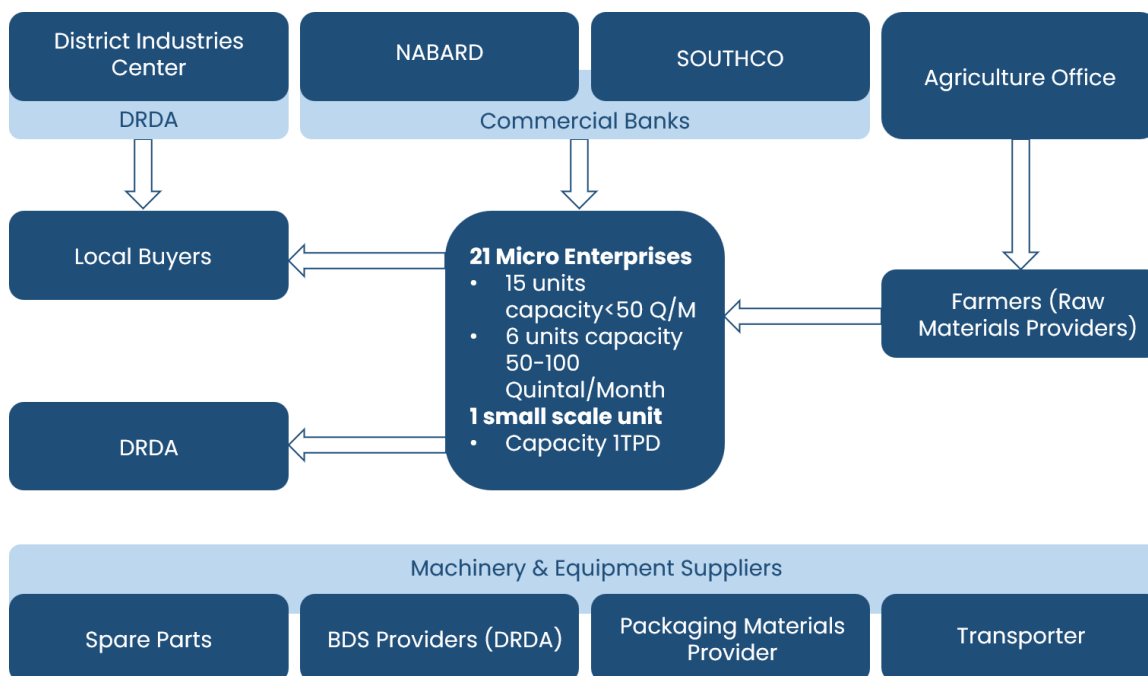 District Industries
Center
NABARD
SOUTHCO
Agriculture Office
DRDA
Commercial Banks
Local Buyers
21 Micro Enterprises
• 15 units
capacity<50 Q/M
• 6 units capacity
50-100
Quintal/Month
1 small scale unit
• Capacity 1TPD
Farmers (Raw
Materials Providers)
DRDA
Machinery & Equipment Suppliers
Spare Parts
BDS Providers (DRDA)
Packaging Materials
Provider
Transporter